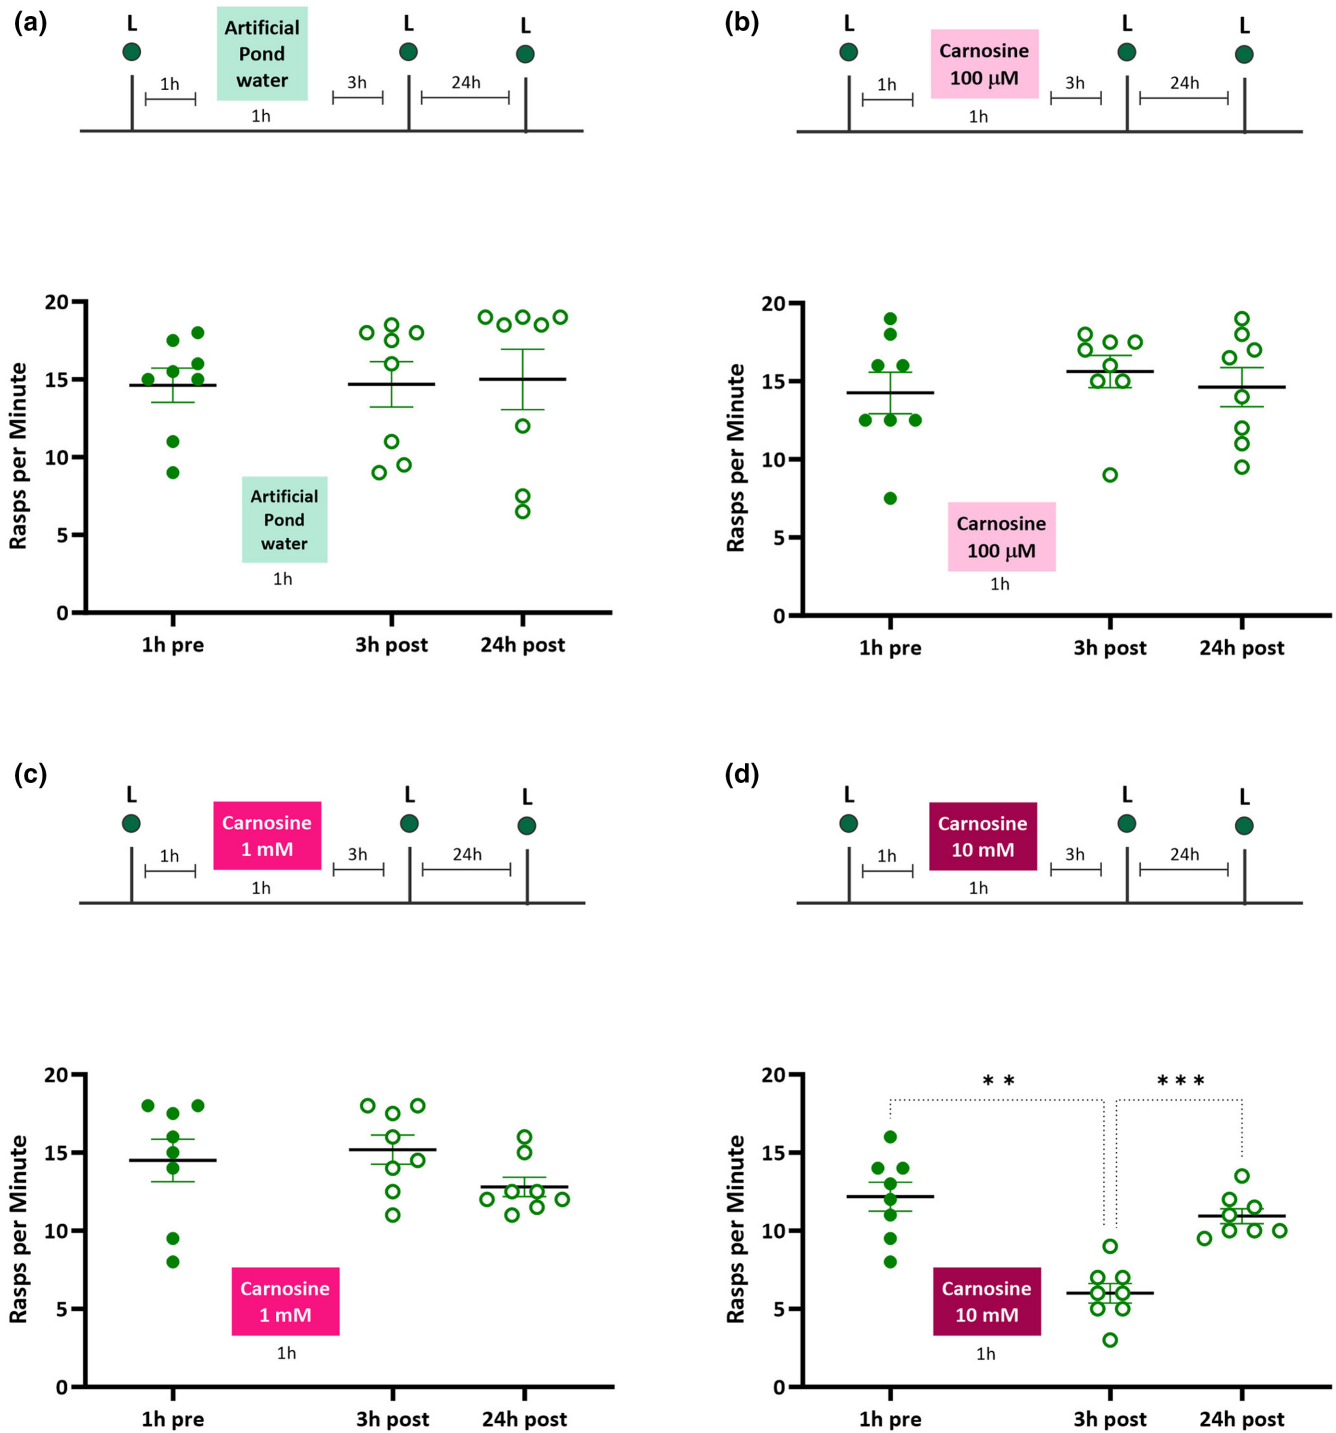 (a)
L
L
L
Artificial
Pond
water
1h
3h
24h
1h
Rasps per Minute
20
15
10
5
0
Artificial
Pond
water
1h
1h pre
3h post
24h post
(b)
L
L
L
Carnosine
100 μM
1h
3h
24h
1h
Rasps per Minute
20
15
10
5
0
Carnosine
100 μM
1h
1h pre
3h post
24h post
(c)
L
L
L
Carnosine
1 mM
1h
3h
24h
1h
Rasps per Minute
20
15
10
5
0
Carnosine
1 mM
1h
1h pre
3h post
24h post
(d)
L
L
L
Carnosine
10 mM
1h
3h
24h
1h
Rasps per Minute
20
15
10
5
0
** ***
Carnosine
10 mM
1h
1h pre
3h post
24h post